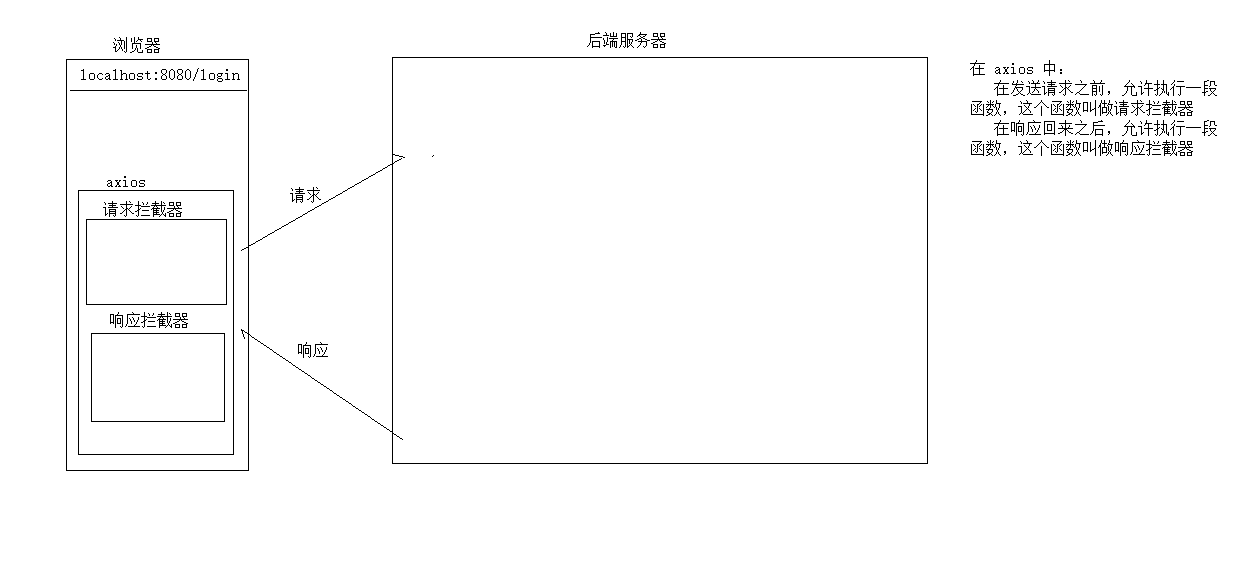 浏览器
localhost:8080/login
axios
请求拦截器
响应拦截器
请求
响应
后端服务器
在 axios 中：
在发送请求之前，允许执行一段
函数，这个函数叫做请求拦截器
在响应回来之后，允许执行一段
函数，这个函数叫做响应拦截器